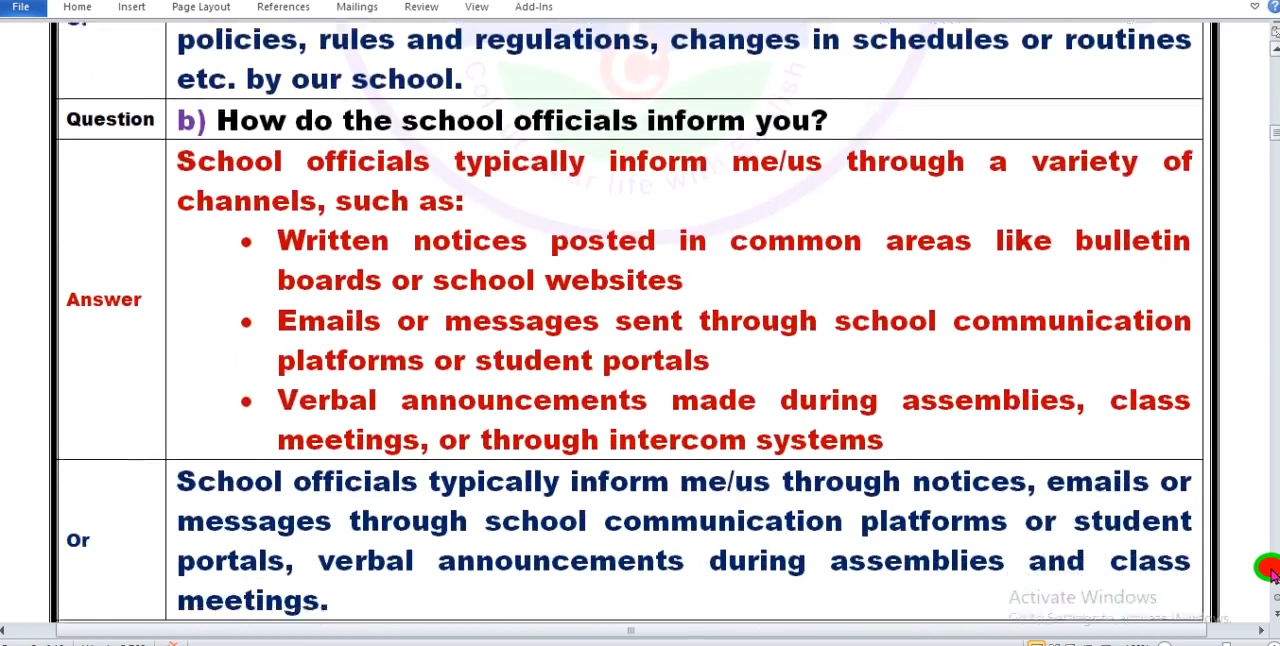 File Home Insert Page Layout References Mailings Review View Add-Ins
policies, rules and regulations, changes in schedules or routines
etc. by our school.
Question b) How do the school officials inform you?
School officials typically inform me/us through a variety of
channels, such as:
• Written notices posted in common areas like bulletin
boards or school websites
Answer
• Emails or messages sent through school communication
platforms or student portals
• Verbal announcements made during assemblies, class
meetings, or through intercom systems
School officials typically inform me/us through notices, emails or
messages through school communication platforms or student
Or
portals, verbal announcements during assemblies and class
meetings.
Activate Windows